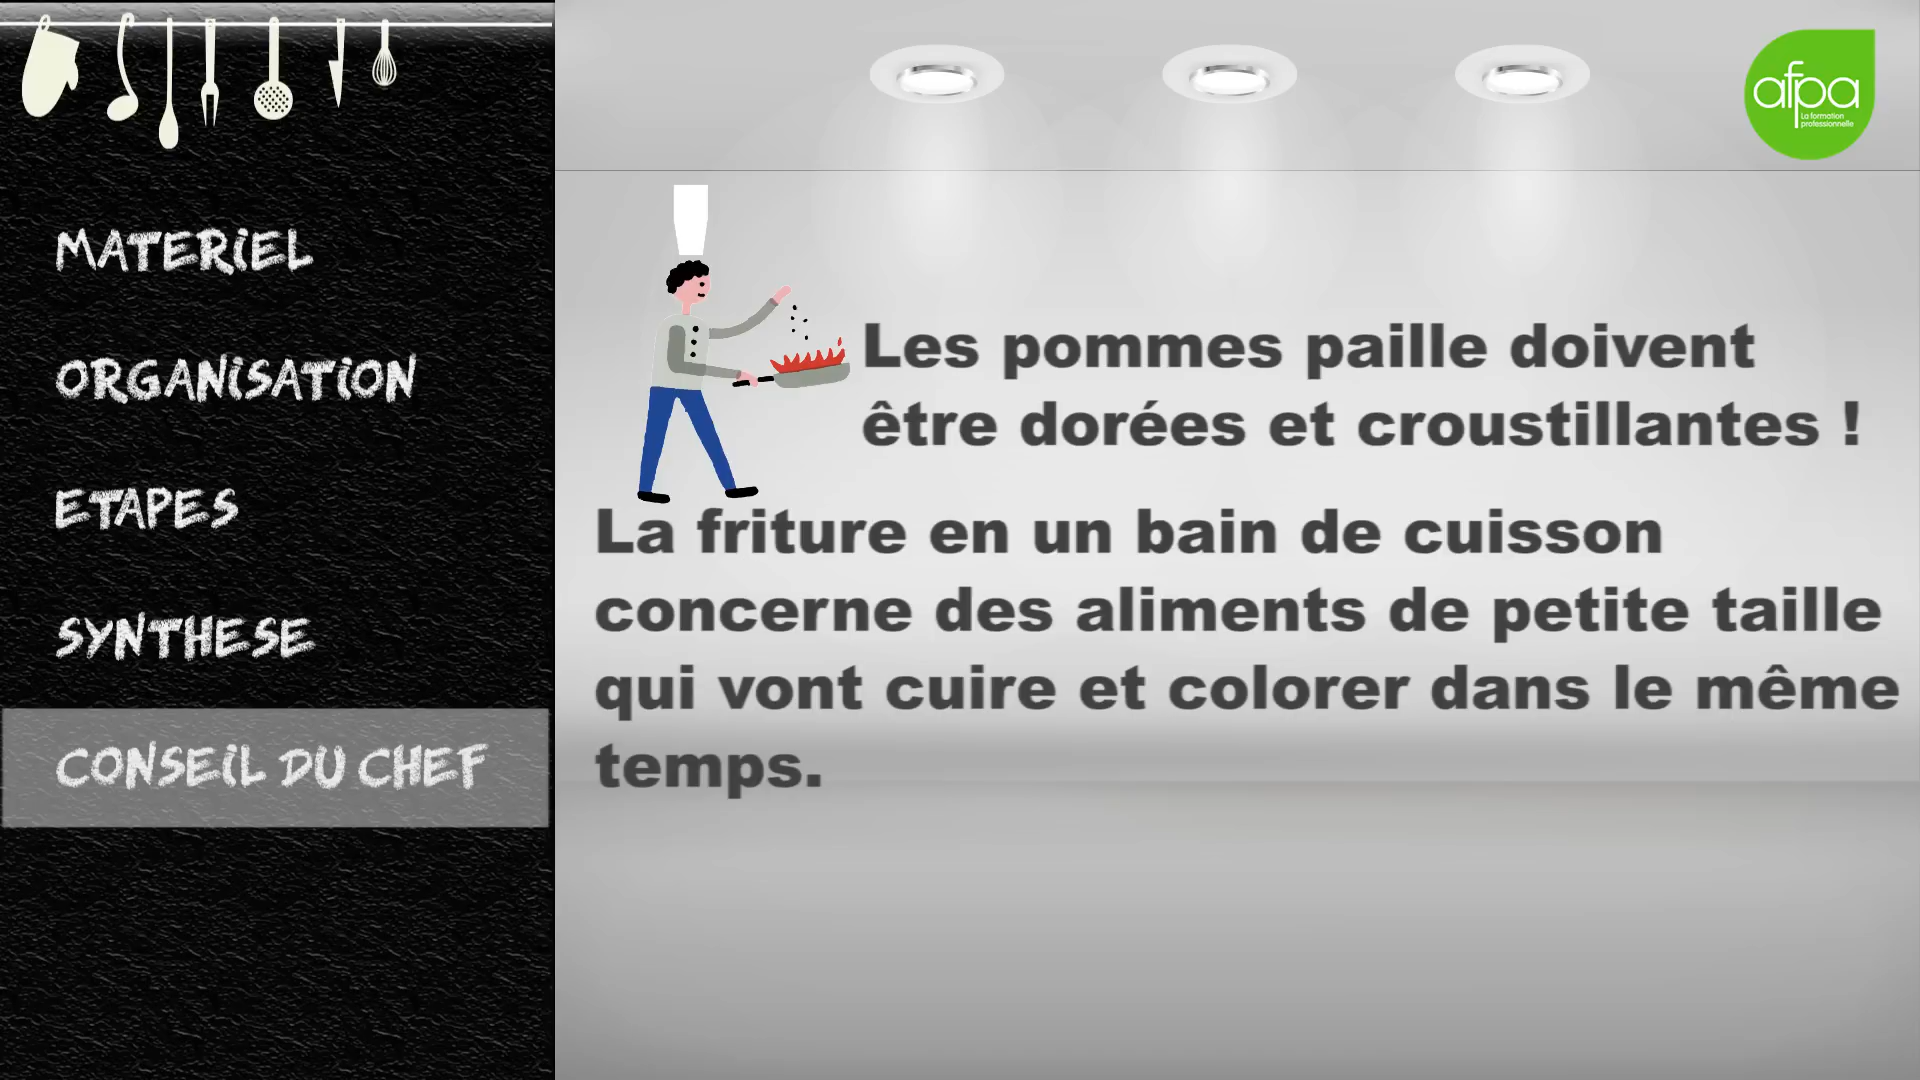 MATERIEL
ORGANISATION
ETAPES
SYNTHESE
CONSEIL DU CHEF
afpa
La formation
professionnelle
Les pommes paille doivent
être dorées et croustillantes !
La friture en un bain de cuisson
concerne des aliments de petite taille
qui vont cuire et colorer dans le même
temps.